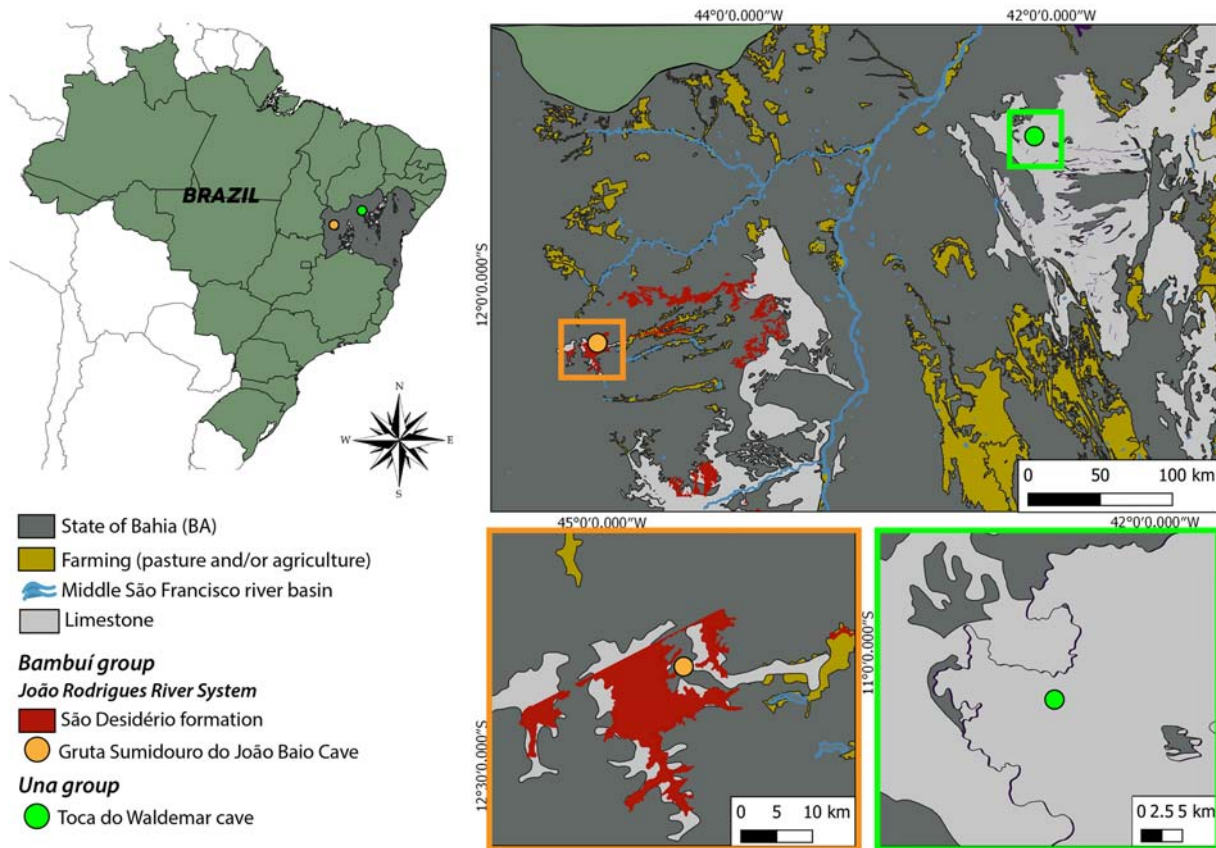 BRAZIL
N
W
E
S
State of Bahia (BA)
Farming (pasture and/or agriculture)
Middle São Francisco river basin
Limestone
Bambuí group
João Rodrigues River System
São Desidério formation
Gruta Sumidouro do João Baio Cave
Una group
Toca do Waldemar cave
44°0'0.000"W
42°0'0.000"W
12°0'0.000"S
0 50 100 km
45°0'0.000"W
12°30'0.000"S
0 5 10 km
42°0'0.000"W
11°0'0.000"S
0 2.5 5 km